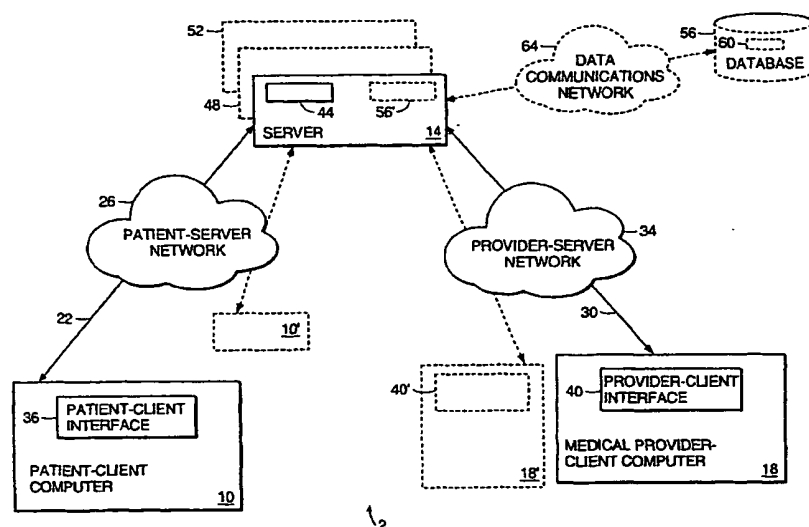 52
48
44
56'
SERVER
14
64
DATA
COMMUNICATIONS
NETWORK
56
60
DATABASE
26
PATIENT-SERVER
NETWORK
34
PROVIDER-SERVER
NETWORK
22
30
10'
36
PATIENT-CLIENT
INTERFACE
PATIENT-CLIENT
COMPUTER
10
40'
18'
40
PROVIDER-CLIENT
INTERFACE
MEDICAL PROVIDER-
CLIENT COMPUTER
18
2